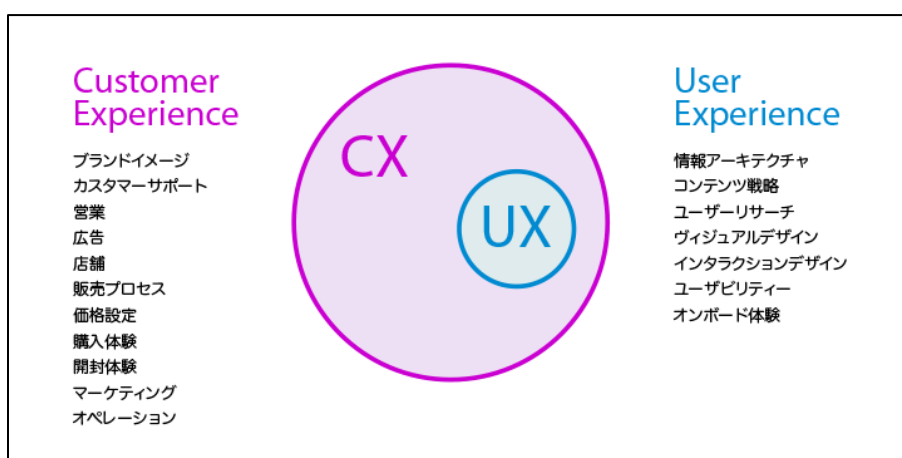 Customer
Experience
ブランドイメージ
カスタマーサポート
営業
広告
店舗
販売プロセス
価格設定
購入体験
開封体験
マーケティング
オペレーション
CX
UX
User
Experience
情報アーキテクチャ
コンテンツ戦略
ユーザーリサーチ
ヴィジュアルデザイン
インタラクションデザイン
ユーザビリティー
オンボード体験